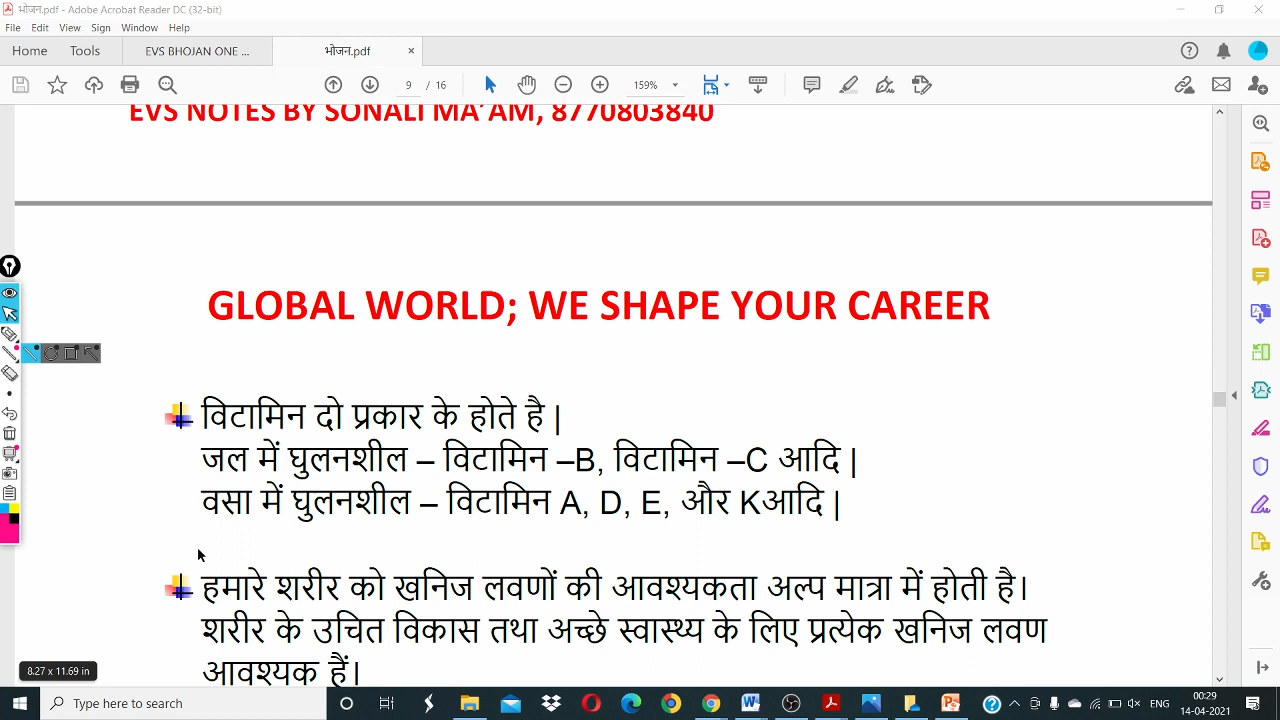 भोजन.pdf - Adobe Acrobat Reader DC (32-bit)
File Edit View Sign Window Help
Home Tools EVS BHOJAN ONE ... भोजन.pdf ×
9 / 16 159%
EVS NOTES BY SONALI MA'AM, 8770803840
GLOBAL WORLD; WE SHAPE YOUR CAREER
विटामिन दो प्रकार के होते है |
जल में घुलनशील – विटामिन –B, विटामिन –C आदि |
वसा में घुलनशील – विटामिन A, D, E, और Kआदि |
हमारे शरीर को खनिज लवणों की आवश्यकता अल्प मात्रा में होती है।
शरीर के उचित विकास तथा अच्छे स्वास्थ्य के लिए प्रत्येक खनिज लवण
आवश्यक हैं।
8.27 x 11.69 in
Type here to search
ENG
00:29
14-04-2021